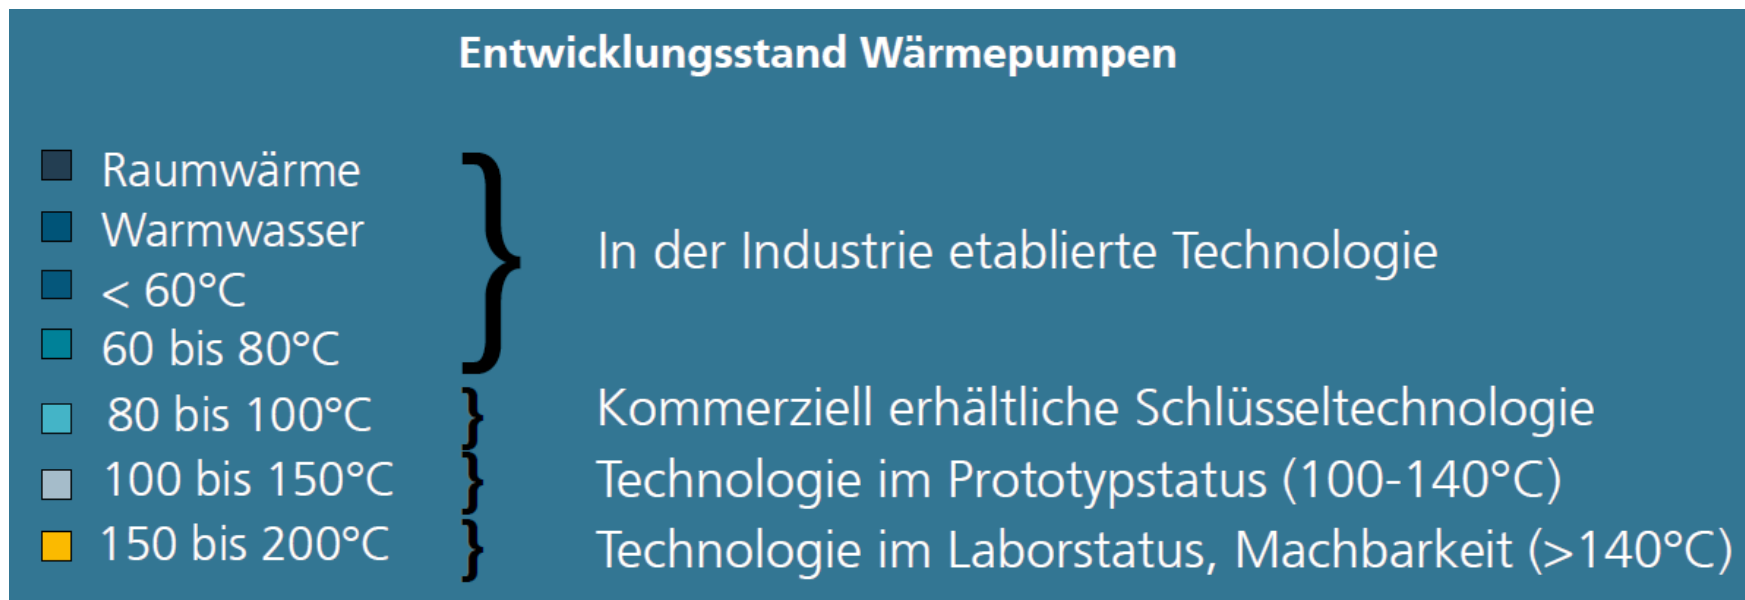 Entwicklungsstand Wärmepumpen
Raumwärme
Warmwasser
< 60°C
60 bis 80°C
In der Industrie etablierte Technologie
80 bis 100°C
Kommerziell erhältliche Schlüsseltechnologie
100 bis 150°C
Technologie im Prototypstatus (100-140°C)
150 bis 200°C
Technologie im Laborstatus, Machbarkeit (>140°C)